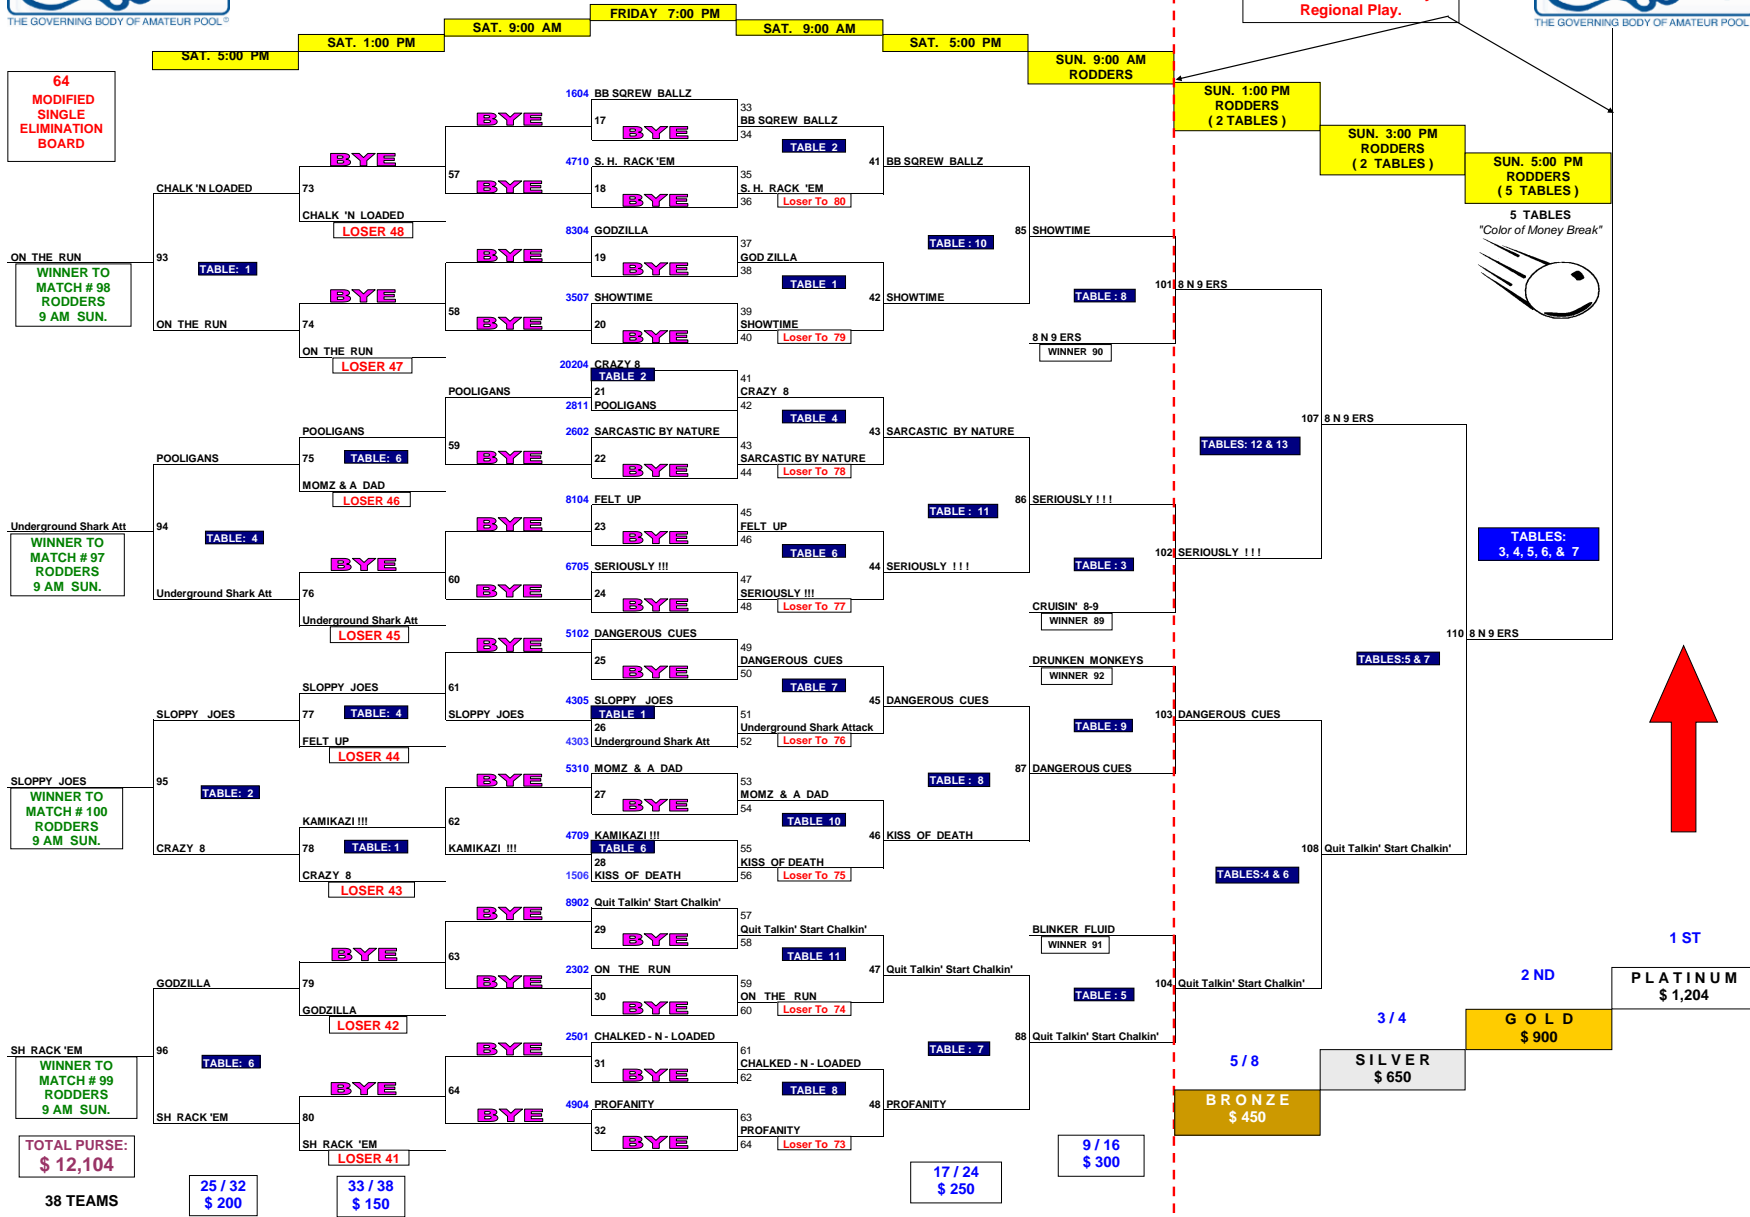 THE GOVERNING BODY OF AMATEUR POOL®
Regional Play.
THE GOVERNING BODY OF AMATEUR POOL
SAT. 5:00 PM
SAT. 1:00 PM
SAT. 9:00 AM
FRIDAY 7:00 PM
SAT. 9:00 AM
SAT. 5:00 PM
SUN. 9:00 AM
RODDERS
SUN. 1:00 PM
RODDERS
( 2 TABLES )
SUN. 3:00 PM
RODDERS
( 2 TABLES )
SUN. 5:00 PM
RODDERS
( 5 TABLES )
5 TABLES
"Color of Money Break"
64
MODIFIED
SINGLE
ELIMINATION
BOARD
ON THE RUN
WINNER TO
MATCH # 98
RODDERS
9 AM SUN.
Underground Shark Att
WINNER TO
MATCH # 97
RODDERS
9 AM SUN.
SLOPPY JOES
WINNER TO
MATCH # 100
RODDERS
9 AM SUN.
SH RACK 'EM
WINNER TO
MATCH # 99
RODDERS
9 AM SUN.
TOTAL PURSE:
$ 12,104
38 TEAMS
CHALK 'N LOADED
93
TABLE: 1
ON THE RUN
POOLIGANS
94
TABLE: 4
Underground Shark Att
SLOPPY JOES
95
TABLE: 2
CRAZY 8
GODZILLA
96
TABLE: 6
SH RACK 'EM
25 / 32
$ 200
BYE
73
CHALK 'N LOADED
LOSER 48
BYE
74
ON THE RUN
LOSER 47
POOLIGANS
75
TABLE: 6
MOMZ & A DAD
LOSER 46
BYE
76
Underground Shark Att
LOSER 45
SLOPPY JOES
77
TABLE: 4
FELT UP
LOSER 44
KAMIKAZI !!!
78
TABLE: 1
CRAZY 8
LOSER 43
BYE
79
GODZILLA
LOSER 42
BYE
80
SH RACK 'EM
LOSER 41
33 / 38
$ 150
BYE
57
BYE
BYE
58
BYE
POOLIGANS
59
BYE
BYE
60
BYE
BYE
61
SLOPPY JOES
BYE
62
KAMIKAZI !!!
BYE
63
BYE
BYE
64
BYE
1604 BB SQREW BALLZ
17
BYE
4710 S. H. RACK 'EM
18
BYE
8304 GODZILLA
19
BYE
3507 SHOWTIME
20
BYE
20204 CRAZY 8
TABLE 2
21
2811 POOLIGANS
2602 SARCASTIC BY NATURE
22
BYE
8104 FELT UP
23
BYE
6705 SERIOUSLY !!!
24
BYE
5102 DANGEROUS CUES
25
BYE
4305 SLOPPY JOES
TABLE 1
26
4303 Underground Shark Att
5310 MOMZ & A DAD
27
BYE
4709 KAMIKAZI !!!
TABLE 6
28
1506 KISS OF DEATH
8902 Quit Talkin' Start Chalkin'
29
BYE
2302 ON THE RUN
30
BYE
2501 CHALKED - N - LOADED
31
BYE
4904 PROFANITY
32
BYE
33
BB SQREW BALLZ
34
TABLE 2
35
S. H. RACK 'EM
36 Loser To 80
37
GOD ZILLA
38
TABLE 1
39
SHOWTIME
40 Loser To 79
41
CRAZY 8
42
TABLE 4
43
SARCASTIC BY NATURE
44 Loser To 78
45
FELT UP
46
TABLE 6
47
SERIOUSLY !!!
48 Loser To 77
49
DANGEROUS CUES
50
TABLE 7
51
Underground Shark Attack
52 Loser To 76
53
MOMZ & A DAD
54
TABLE 10
55
KISS OF DEATH
56 Loser To 75
57
Quit Talkin' Start Chalkin'
58
TABLE 11
59
ON THE RUN
60 Loser To 74
61
CHALKED - N - LOADED
62
TABLE 8
63
PROFANITY
64 Loser To 73
41 BB SQREW BALLZ
TABLE : 10
42 SHOWTIME
43 SARCASTIC BY NATURE
TABLE : 11
44 SERIOUSLY ! ! !
45 DANGEROUS CUES
TABLE : 8
46 KISS OF DEATH
47 Quit Talkin' Start Chalkin'
TABLE : 7
48 PROFANITY
17 / 24
$ 250
85 SHOWTIME
TABLE : 8
8 N 9 ERS
WINNER 90
86 SERIOUSLY ! ! !
TABLE : 3
CRUISIN' 8-9
WINNER 89
DRUNKEN MONKEYS
WINNER 92
TABLE : 9
87 DANGEROUS CUES
BLINKER FLUID
WINNER 91
TABLE : 5
88 Quit Talkin' Start Chalkin'
9 / 16
$ 300
101 8 N 9 ERS
TABLES: 12 & 13
102 SERIOUSLY ! ! !
103 DANGEROUS CUES
TABLES:4 & 6
104 Quit Talkin' Start Chalkin'
5 / 8
BRONZE
$ 450
107 8 N 9 ERS
TABLES:5 & 7
108 Quit Talkin' Start Chalkin'
3 / 4
SILVER
$ 650
TABLES:
3, 4, 5, 6, & 7
110 8 N 9 ERS
2 ND
GOLD
$ 900
1 ST
PLATINUM
$ 1,204